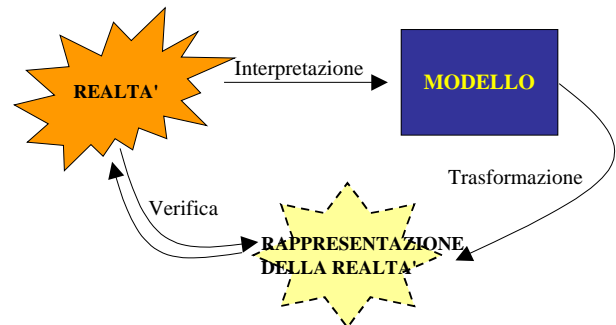 REALTA'
Interpretazione
MODELLO
Trasformazione
Verifica
RAPPRESENTAZIONE
DELLA REALTA'